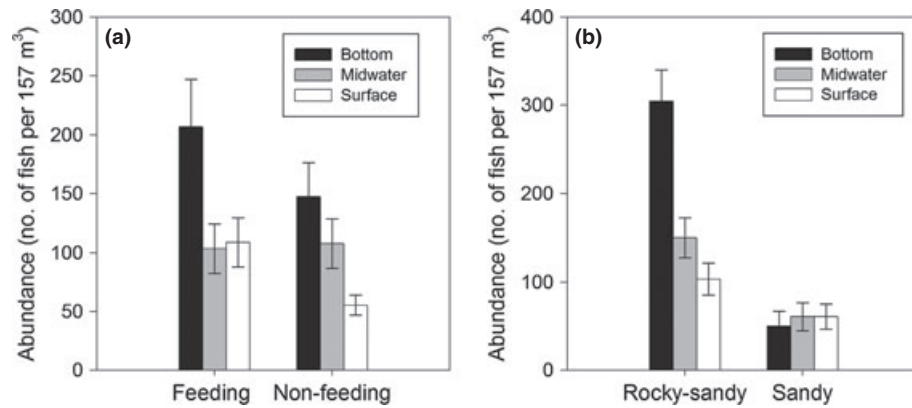 (a)
Bottom
Midwater
Surface
Abundance (no. of fish per 157 m³)
300
250
200
150
100
50
0
Feeding
Non-feeding
(b)
Bottom
Midwater
Surface
Abundance (no. of fish per 157 m³)
400
300
200
100
0
Rocky-sandy
Sandy